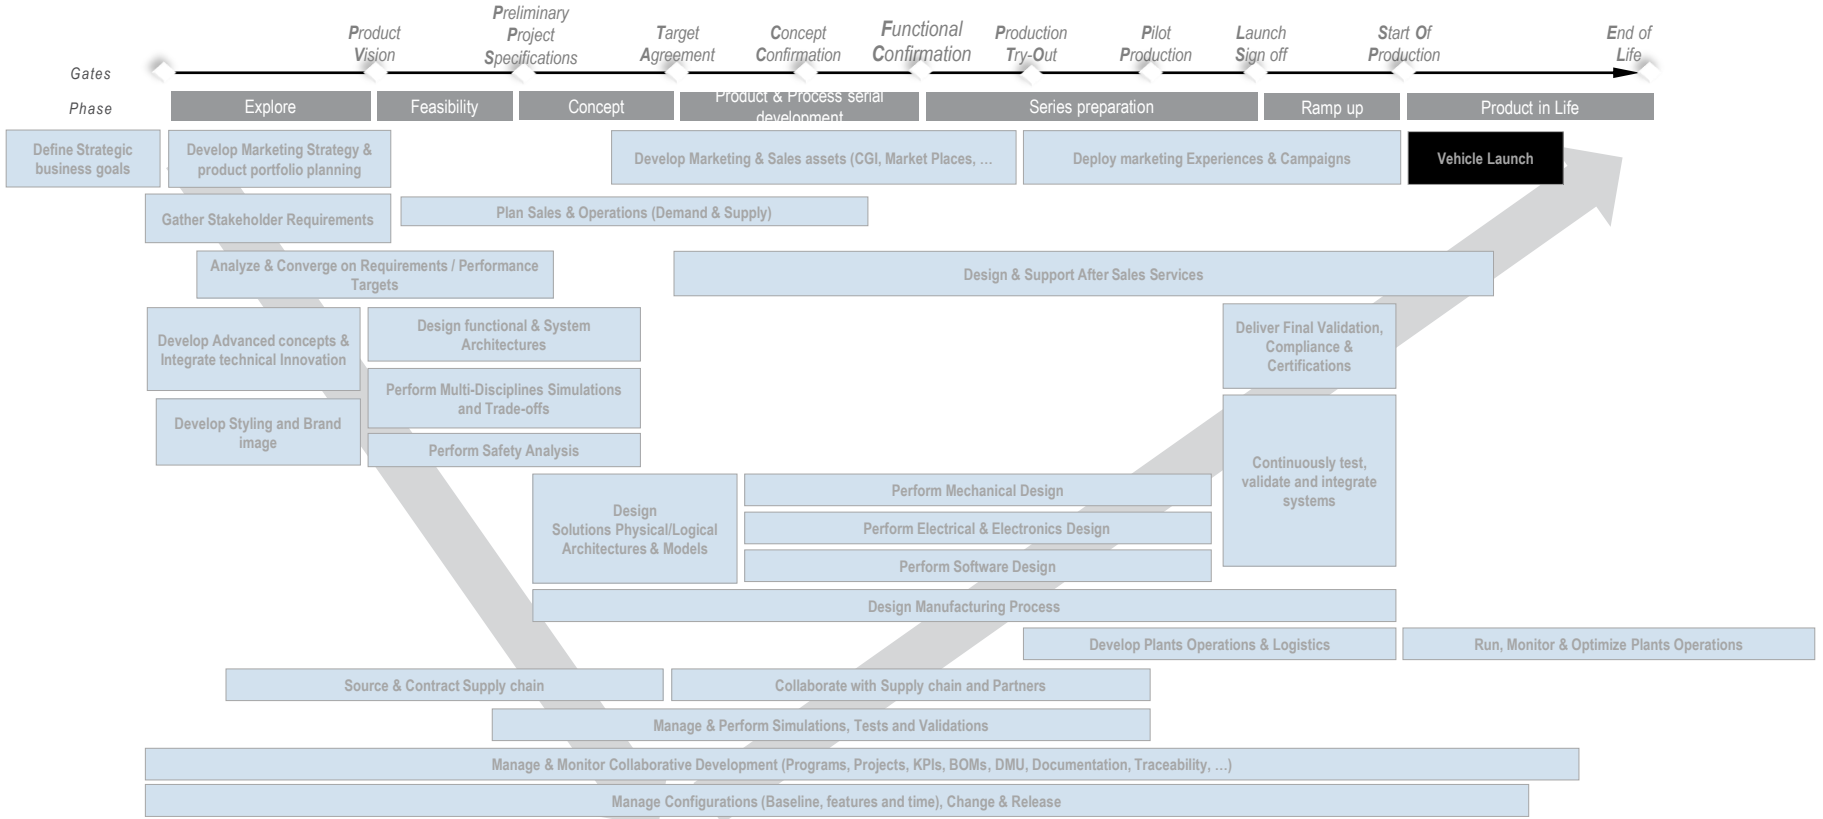 Product
Vision
Preliminary
Project
Specifications
Target
Agreement
Concept
Confirmation
Functional
Confirmation
Production
Try-Out
Pilot
Production
Launch
Sign off
Start Of
Production
End of
Life
Gates
Phase
Explore
Feasibility
Concept
Product & Process serial
development
Series preparation
Ramp up
Product in Life
Define Strategic
business goals
Develop Marketing Strategy &
product portfolio planning
Develop Marketing & Sales assets (CGI, Market Places, …
Deploy marketing Experiences & Campaigns
Vehicle Launch
Gather Stakeholder Requirements
Plan Sales & Operations (Demand & Supply)
Analyze & Converge on Requirements / Performance
Targets
Design & Support After Sales Services
Develop Advanced concepts &
Integrate technical Innovation
Design functional & System
Architectures
Deliver Final Validation,
Compliance &
Certifications
Perform Multi-Disciplines Simulations
and Trade-offs
Develop Styling and Brand
image
Perform Safety Analysis
Continuously test,
validate and integrate
systems
Design
Solutions Physical/Logical
Architectures & Models
Perform Mechanical Design
Perform Electrical & Electronics Design
Perform Software Design
Design Manufacturing Process
Develop Plants Operations & Logistics
Run, Monitor & Optimize Plants Operations
Source & Contract Supply chain
Collaborate with Supply chain and Partners
Manage & Perform Simulations, Tests and Validations
Manage & Monitor Collaborative Development (Programs, Projects, KPIs, BOMs, DMU, Documentation, Traceability, …)
Manage Configurations (Baseline, features and time), Change & Release